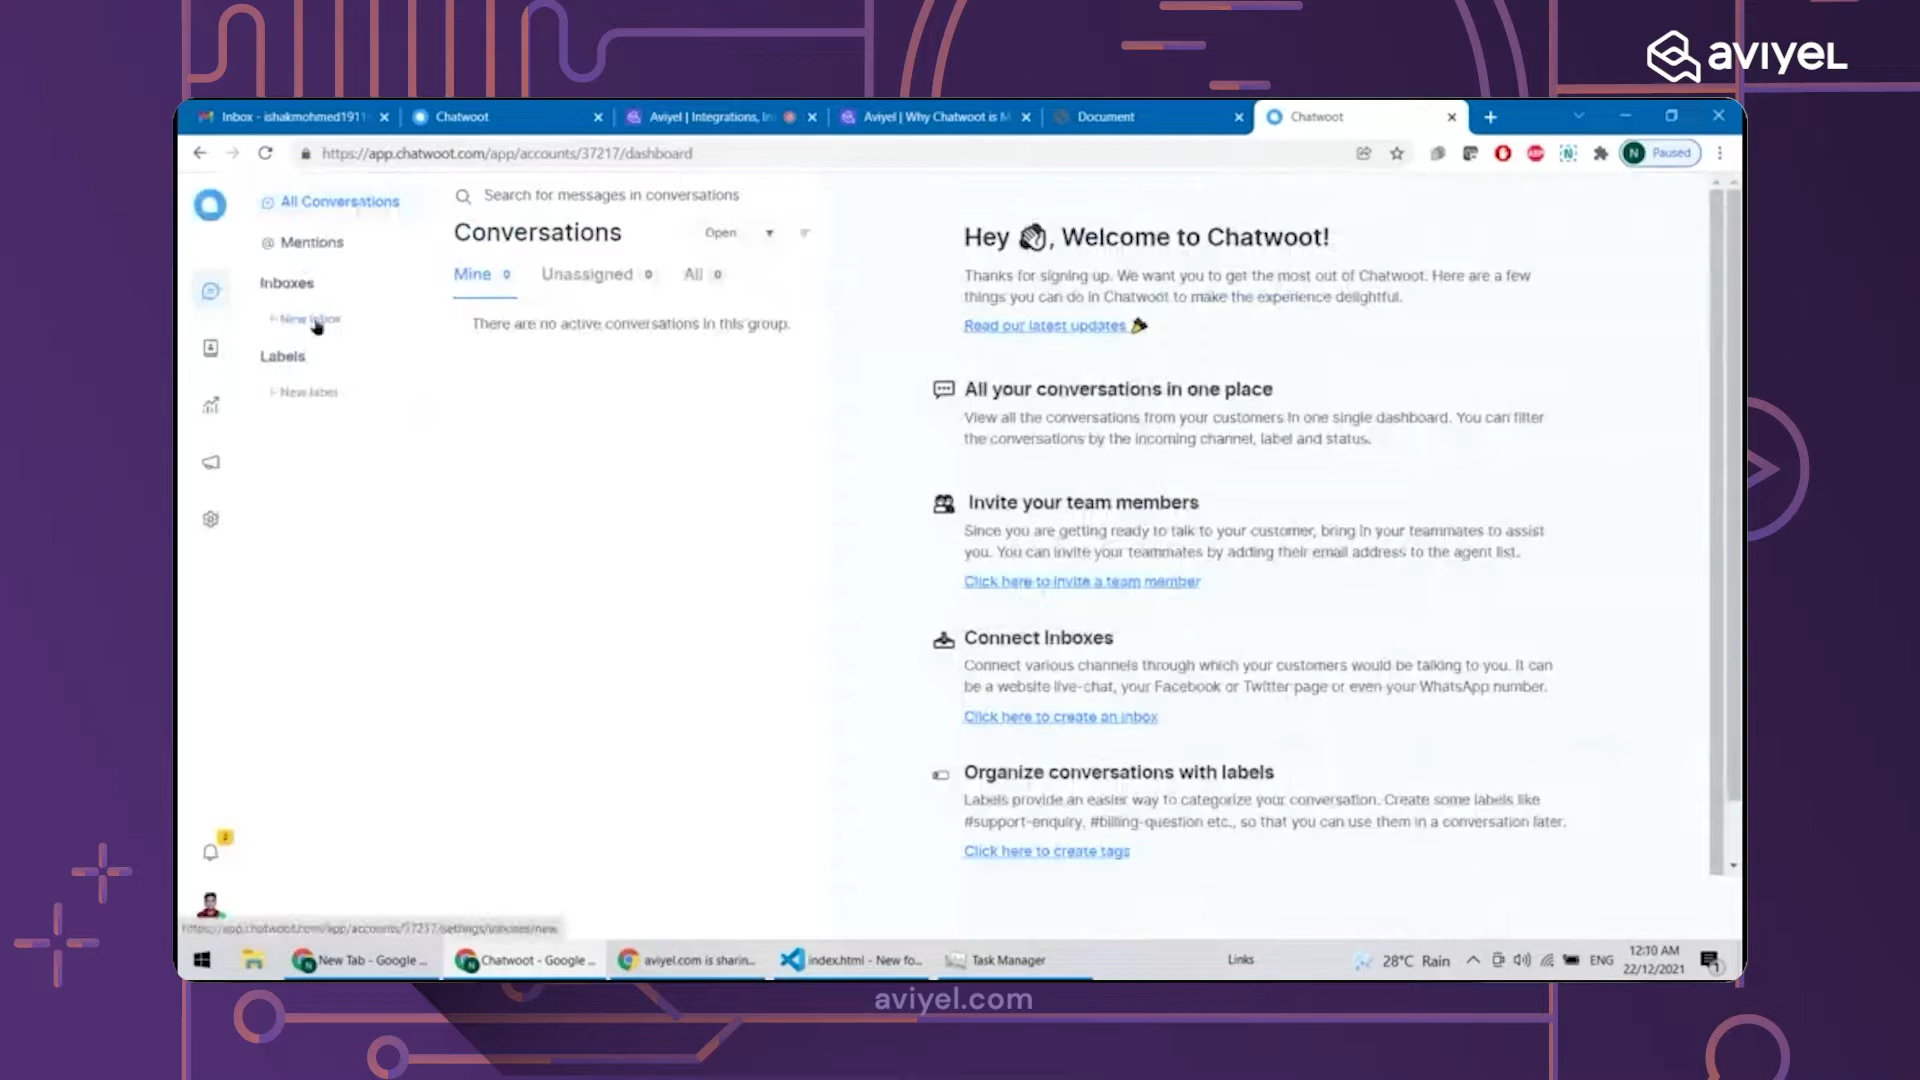 AVIYEL
Inbox - ishakmohmed1911
Chatwoot
Aviyel | Integrations, In
Aviyel | Why Chatwoot is M
Document
Chatwoot
https://app.chatwoot.com/app/accounts/37217/dashboard
N Paused
All Conversations
Search for messages in conversations
Conversations
Open
@ Mentions
Mine 0
Unassigned 0
All 0
Inboxes
+ New inbox
There are no active conversations in this group.
Labels
+ New label
Hey 👋, Welcome to Chatwoot!
Thanks for signing up. We want you to get the most out of Chatwoot. Here are a few
things you can do in Chatwoot to make the experience delightful.
Read our latest updates 🎉
All your conversations in one place
View all the conversations from your customers in one single dashboard. You can filter
the conversations by the incoming channel, label and status.
Invite your team members
Since you are getting ready to talk to your customer, bring in your teammates to assist
you. You can invite your teammates by adding their email address to the agent list.
Click here to invite a team member
Connect Inboxes
Connect various channels through which your customers would be talking to you. It can
be a website live-chat, your Facebook or Twitter page or even your WhatsApp number.
Click here to create an inbox
Organize conversations with labels
Labels provide an easier way to categorize your conversation. Create some labels like
#support-enquiry, #billing-question etc., so that you can use them in a conversation later.
Click here to create tags
https://app.chatwoot.com/app/accounts/37217/settings/inboxes/new
New Tab - Google ...
Chatwoot - Google ...
aviyel.com is sharin...
index.html - New fo...
Task Manager
Links
28°C Rain
ENG
12:10 AM
22/12/2021
1
aviyel.com